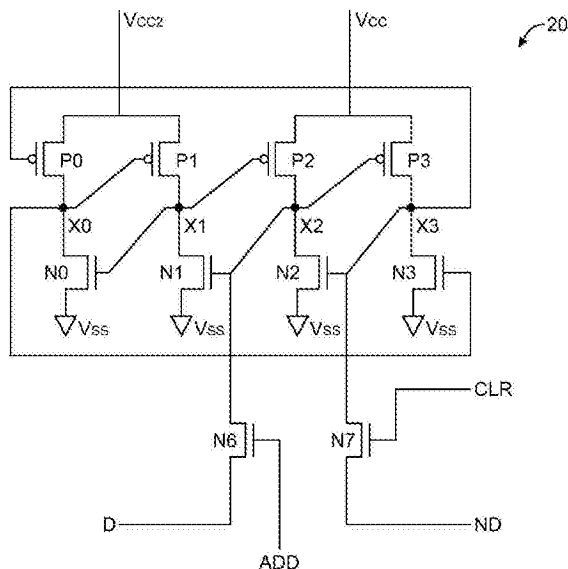 VCC2
VCC
20
P0
P1
P2
P3
X0
X1
X2
X3
N0
N1
N2
N3
VSS
VSS
VSS
VSS
CLR
N6
N7
D
ND
ADD